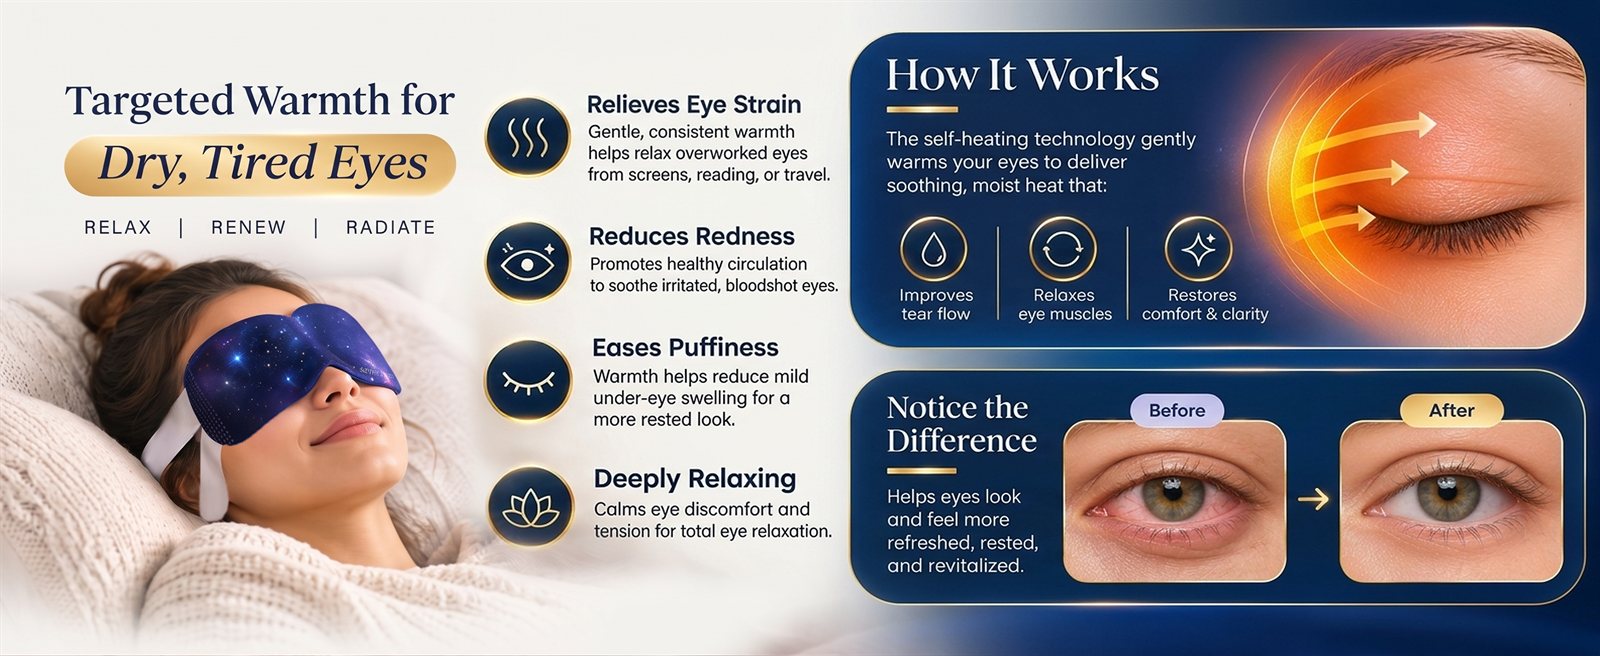 Targeted Warmth for
Dry, Tired Eyes
RELAX | RENEW | RADIATE
Relieves Eye Strain
Gentle, consistent warmth
helps relax overworked eyes
from screens, reading, or travel.
Reduces Redness
Promotes healthy circulation
to soothe irritated, bloodshot eyes.
Eases Puffiness
Warmth helps reduce mild
under-eye swelling for a
more rested look.
Deeply Relaxing
Calms eye discomfort and
tension for total eye relaxation.
How It Works
The self-heating technology gently
warms your eyes to deliver
soothing, moist heat that:
Improves
tear flow
Relaxes
eye muscles
Restores
comfort & clarity
Notice the
Difference
Helps eyes look
and feel more
refreshed, rested,
and revitalized.
Before
After